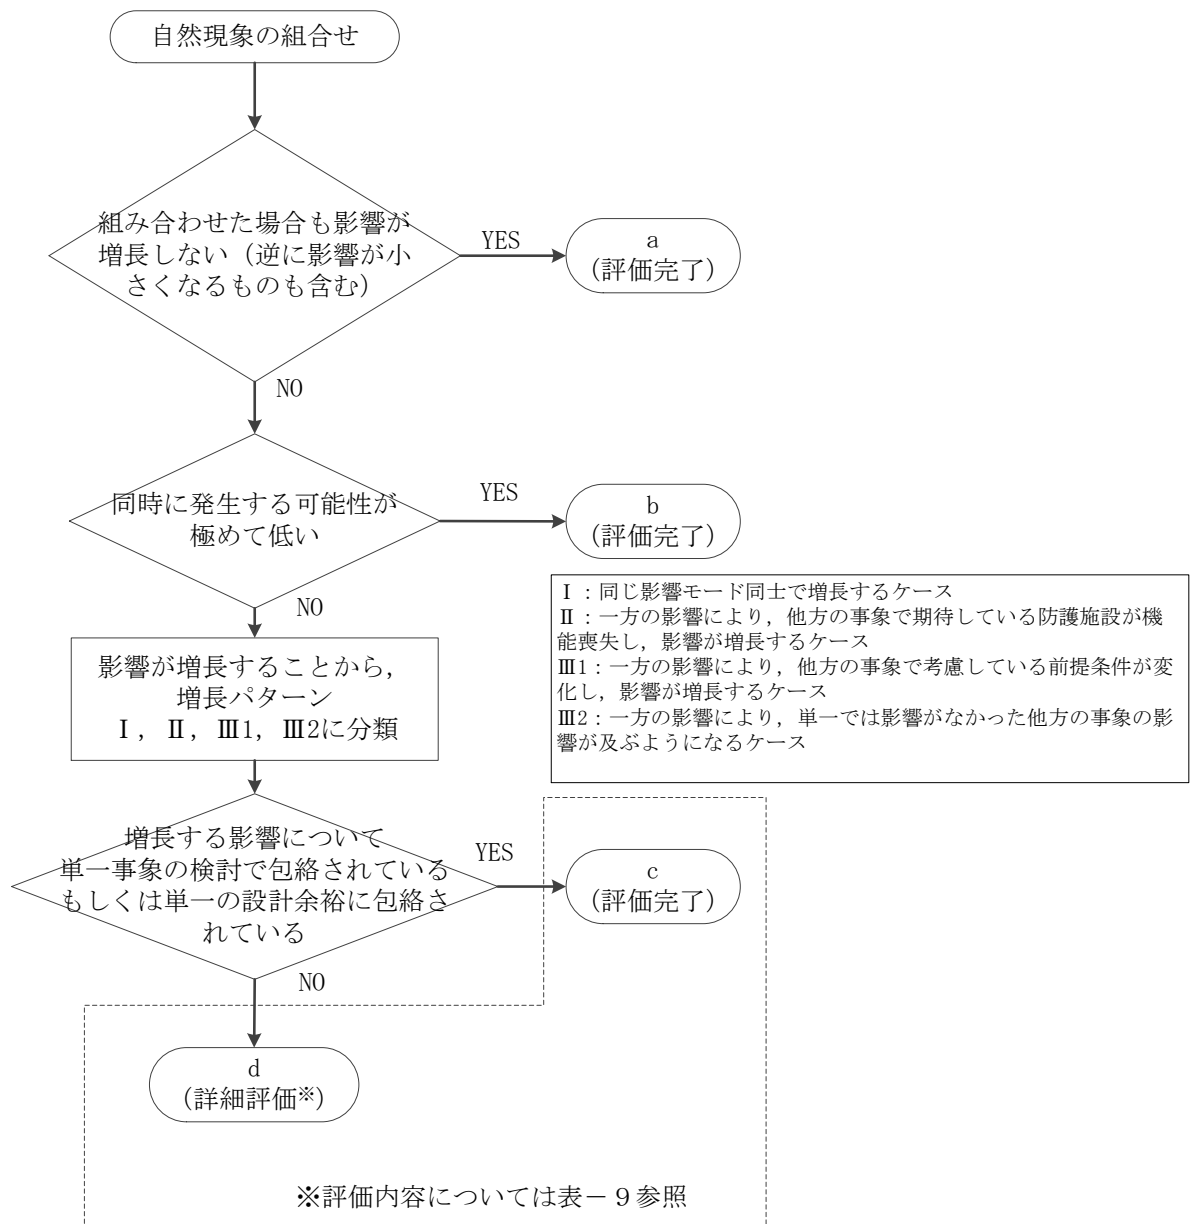 自然現象の組合せ
組み合わせた場合も影響が
増長しない（逆に影響が小
さくなるものも含む）
YES
a
（評価完了）
NO
同時に発生する可能性が
極めて低い
YES
b
（評価完了）
NO
Ⅰ：同じ影響モード同士で増長するケース
Ⅱ：一方の影響により，他方の事象で期待している防護施設が機
能喪失し，影響が増長するケース
Ⅲ1：一方の影響により，他方の事象で考慮している前提条件が変
化し，影響が増長するケース
Ⅲ2：一方の影響により，単一では影響がなかった他方の事象の影
響が及ぶようになるケース
影響が増長することから，
増長パターン
Ⅰ，Ⅱ，Ⅲ1，Ⅲ2に分類
増長する影響について
単一事象の検討で包絡されている
もしくは単一の設計余裕に包絡さ
れている
YES
c
（評価完了）
NO
d
（詳細評価※）
※評価内容については表－９参照